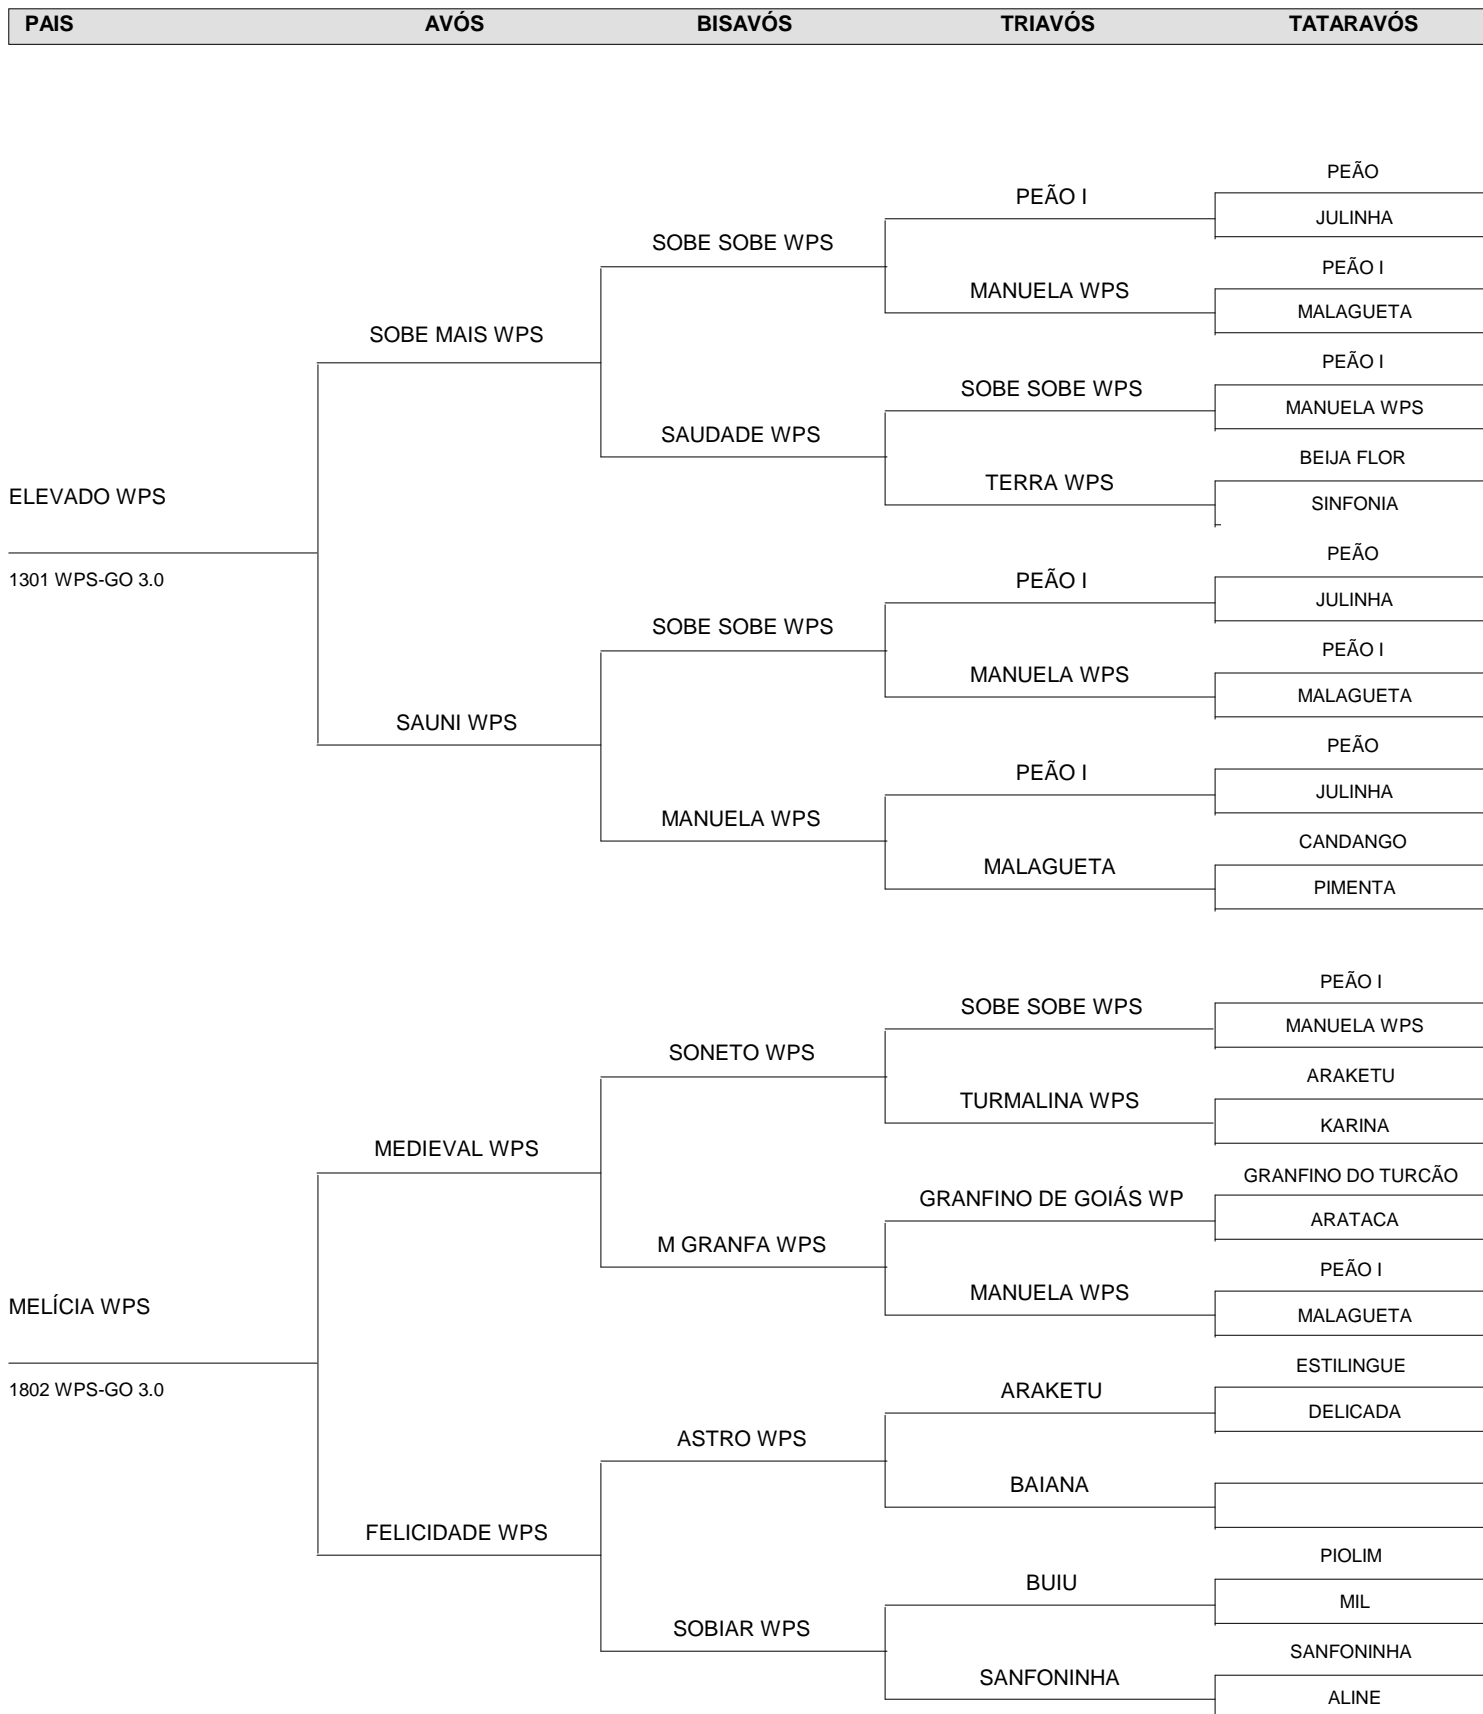 PAIS AVÓS BISAVÓS TRIAVÓS TATARAVÓS
PEÃO
PEÃO I
JULINHA
SOBE SOBE WPS
PEÃO I
MANUELA WPS
MALAGUETA
SOBE MAIS WPS
PEÃO I
SOBE SOBE WPS
MANUELA WPS
SAUDADE WPS
BEIJA FLOR
TERRA WPS
ELEVADO WPS
SINFONIA
PEÃO
1301 WPS-GO 3.0
PEÃO I
JULINHA
SOBE SOBE WPS
PEÃO I
MANUELA WPS
MALAGUETA
SAUNI WPS
PEÃO
PEÃO I
JULINHA
MANUELA WPS
CANDANGO
MALAGUETA
PIMENTA
PEÃO I
SOBE SOBE WPS
MANUELA WPS
SONETO WPS
ARAKETU
TURMALINA WPS
KARINA
MEDIEVAL WPS
GRANFINO DO TURCÃO
GRANFINO DE GOIÁS WP
ARATACA
M GRANFA WPS
PEÃO I
MANUELA WPS
MELÍCIA WPS
MALAGUETA
ESTILINGUE
1802 WPS-GO 3.0
ARAKETU
DELICADA
ASTRO WPS
BAIANA
FELICIDADE WPS
PIOLIM
BUIU
MIL
SOBIAR WPS
SANFONINHA
SANFONINHA
ALINE